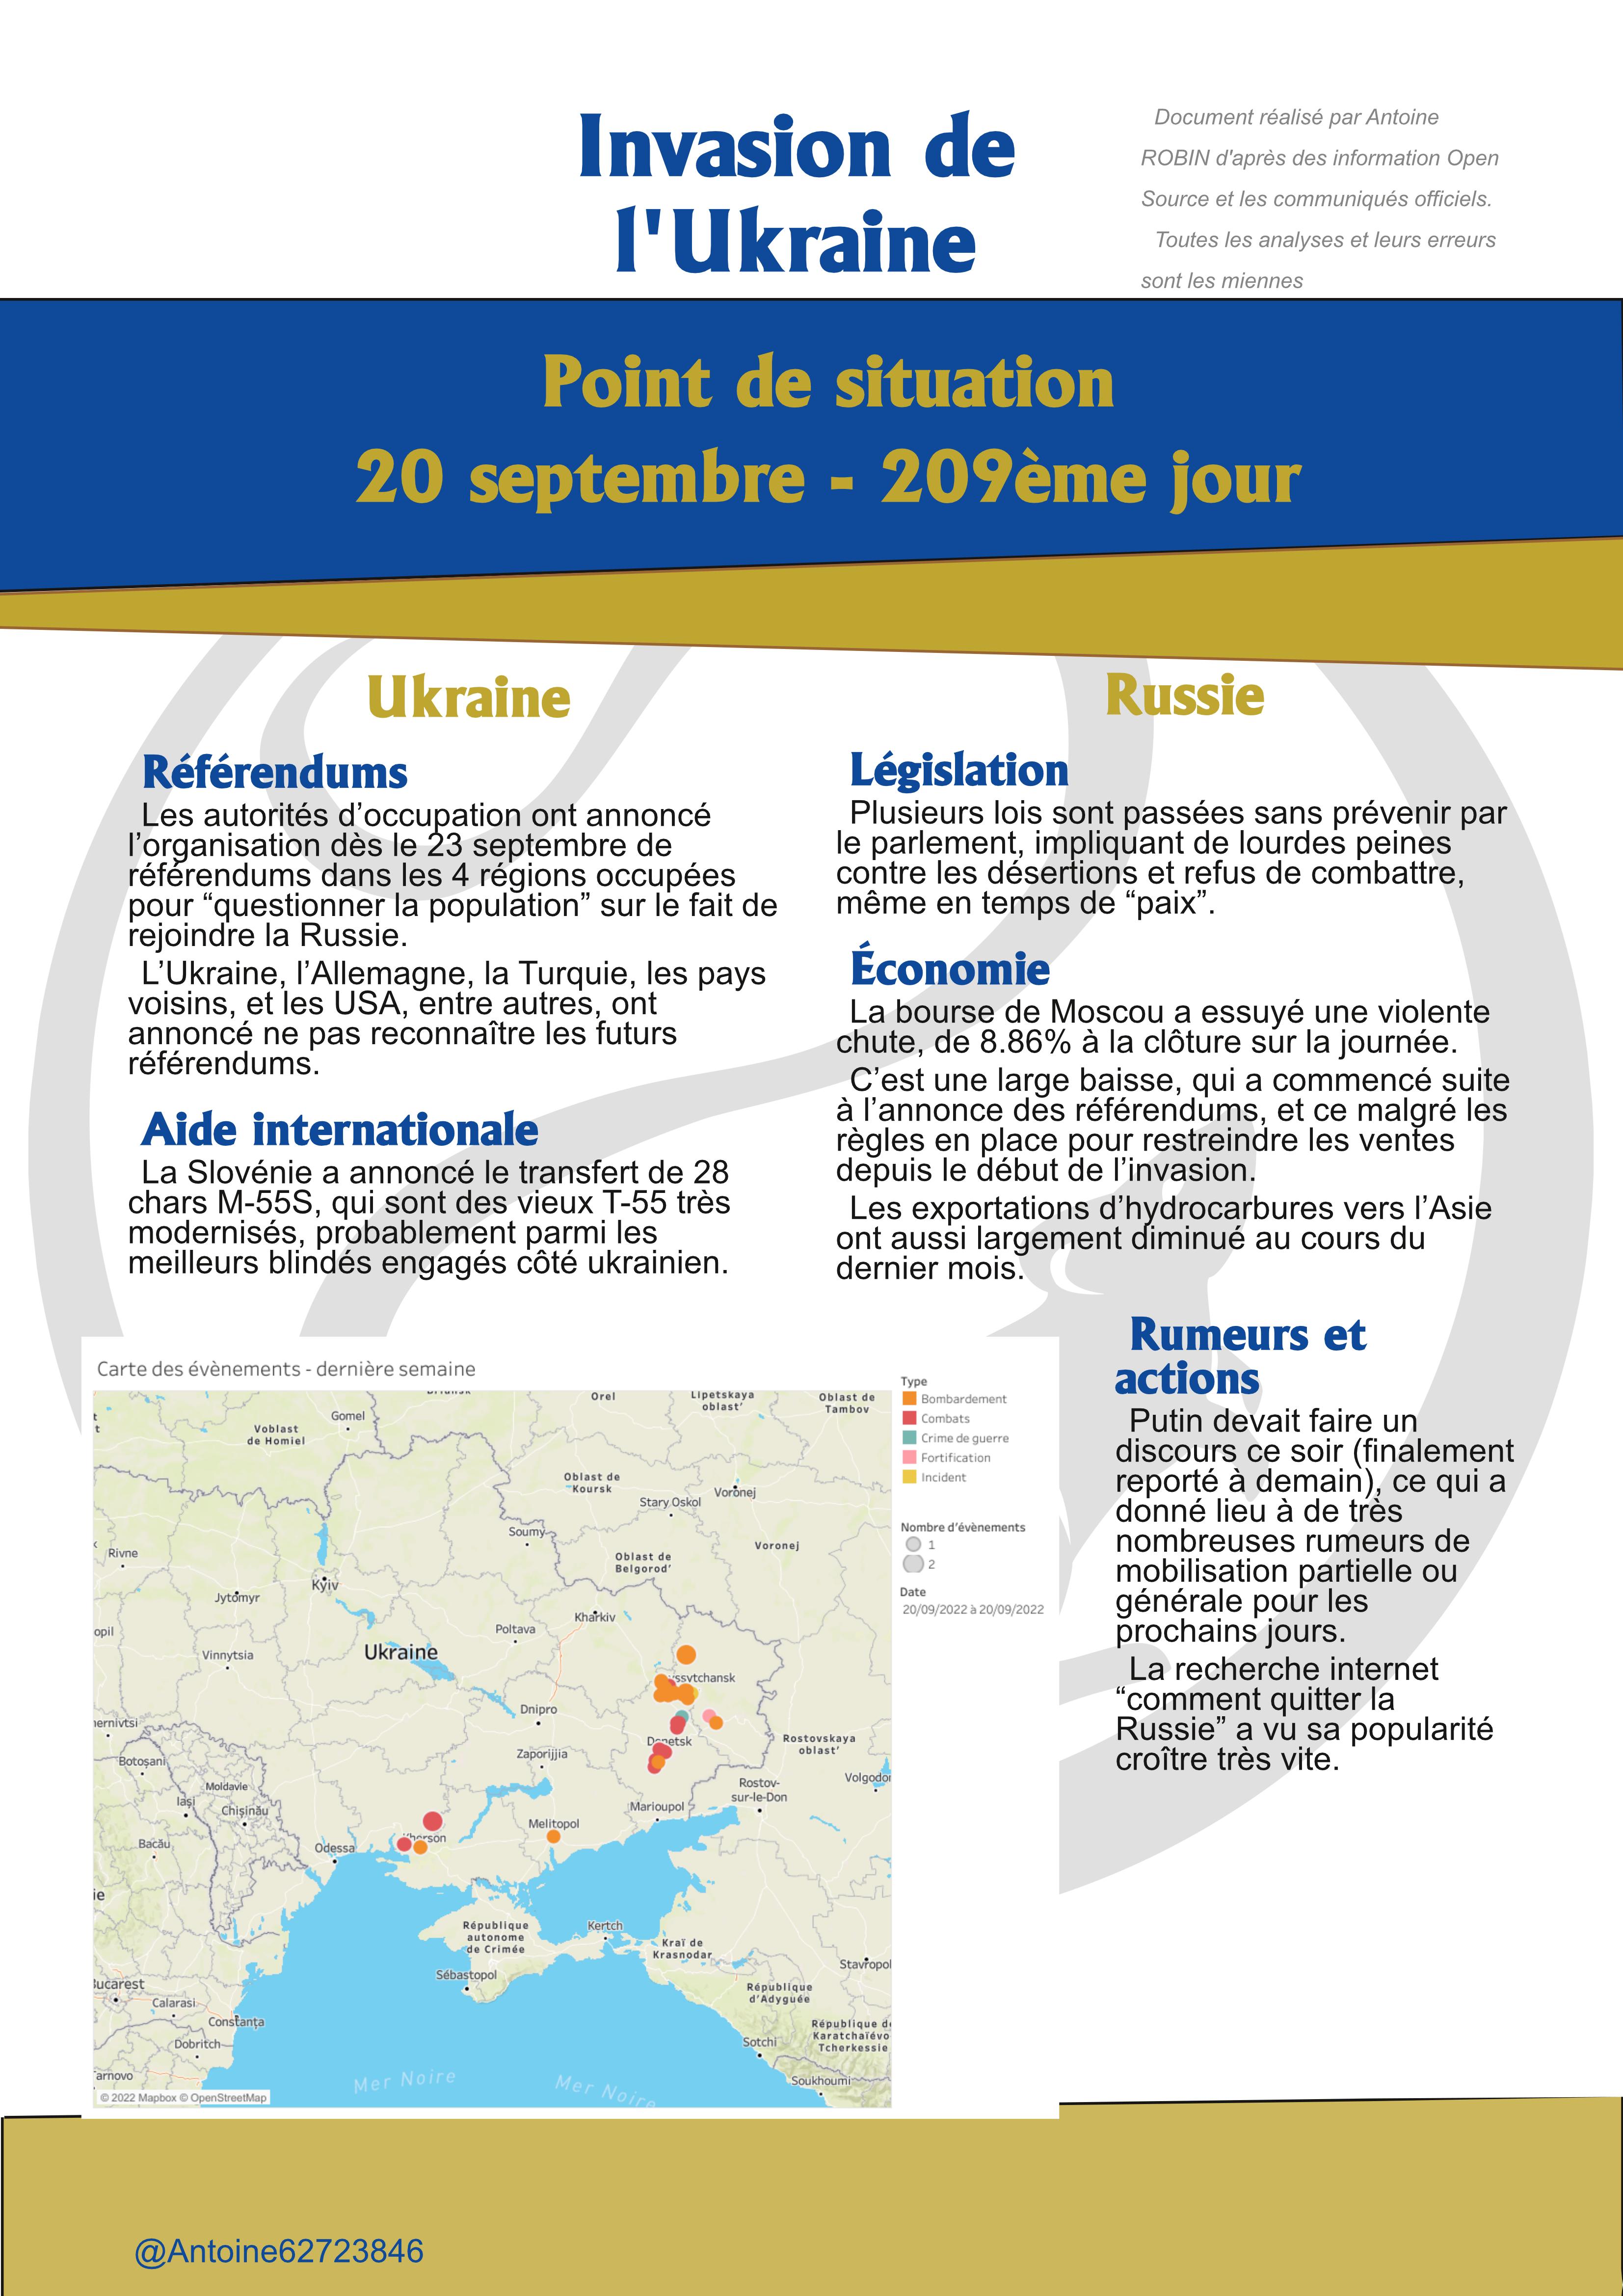 Invasion de
l'Ukraine
Document réalisé par Antoine
ROBIN d'après des information Open
Source et les communiqués officiels.
Toutes les analyses et leurs erreurs
sont les miennes
Point de situation
20 septembre - 209ème jour
Ukraine
Référendums
Les autorités d’occupation ont annoncé
l’organisation dès le 23 septembre de
référendums dans les 4 régions occupées
pour “questionner la population” sur le fait de
rejoindre la Russie.
L’Ukraine, l’Allemagne, la Turquie, les pays
voisins, et les USA, entre autres, ont
annoncé ne pas reconnaître les futurs
référendums.
Aide internationale
La Slovénie a annoncé le transfert de 28
chars M-55S, qui sont des vieux T-55 très
modernisés, probablement parmi les
meilleurs blindés engagés côté ukrainien.
Russie
Législation
Plusieurs lois sont passées sans prévenir par
le parlement, impliquant de lourdes peines
contre les désertions et refus de combattre,
même en temps de “paix”.
Économie
La bourse de Moscou a essuyé une violente
chute, de 8.86% à la clôture sur la journée.
C’est une large baisse, qui a commencé suite
à l’annonce des référendums, et ce malgré les
règles en place pour restreindre les ventes
depuis le début de l’invasion.
Les exportations d’hydrocarbures vers l’Asie
ont aussi largement diminué au cours du
dernier mois.
Rumeurs et
actions
Putin devait faire un
discours ce soir (finalement
reporté à demain), ce qui a
donné lieu à de très
nombreuses rumeurs de
mobilisation partielle ou
générale pour les
prochains jours.
La recherche internet
“comment quitter la
Russie” a vu sa popularité
croître très vite.
Carte des évènements - dernière semaine
Orel
Lipetskaya
oblast'
Oblast de
Tambov
Gomel
Voblast
de Homiel
Oblast de
Koursk
Stary Oskol
Voronej
Soumy
Voronej
Oblast de
Belgorod'
Rivne
Kyiv
Jytomyr
Kharkiv
opil
Poltava
Vinnytsia
Ukraine
ssytchansk
Dnipro
ernivtsi
Donetsk
Rostovskaya
oblast'
Botoșani
Zaporijjia
Moldavie
Rostov-
sur-le-Don
Volgodo
Iași
Chișinău
Marioupol
Melitopol
Bacău
Odessa
Kherson
ie
République
autonome
de Crimée
Kertch
Kraï de
Krasnodar
Sébastopol
Stavropol
Bucarest
République
d'Adyguée
Calarasi
Constanța
République de
Karatchaïévo
Tcherkessie
Dobritch
Sotchi
arnovo
Mer Noire
Mer Noire
Soukhoumi
© 2022 Mapbox © OpenStreetMap
Type
Bombardement
Combats
Crime de guerre
Fortification
Incident
Nombre d'évènements
1
2
Date
20/09/2022 à 20/09/2022
@Antoine62723846